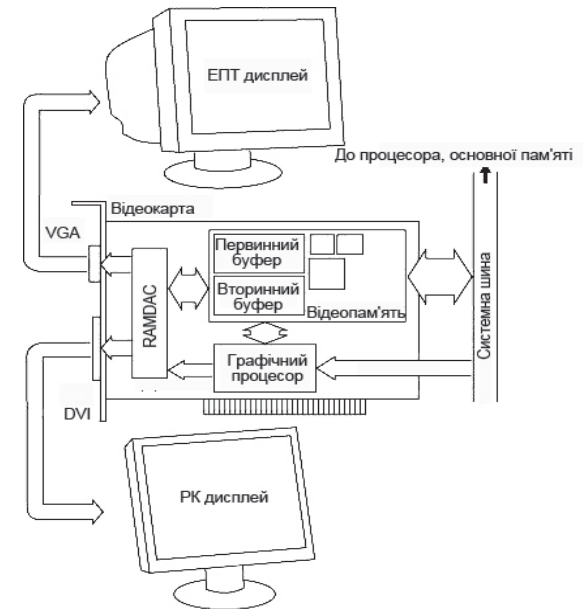 ЕПТ дисплей
До процесора, основної пам'яті
Відеокарта
VGA
Первинний
буфер
Вторинний
буфер
Відеопам'ять
RAMDAC
Системна шина
Графічний
процесор
DVI
РК дисплей